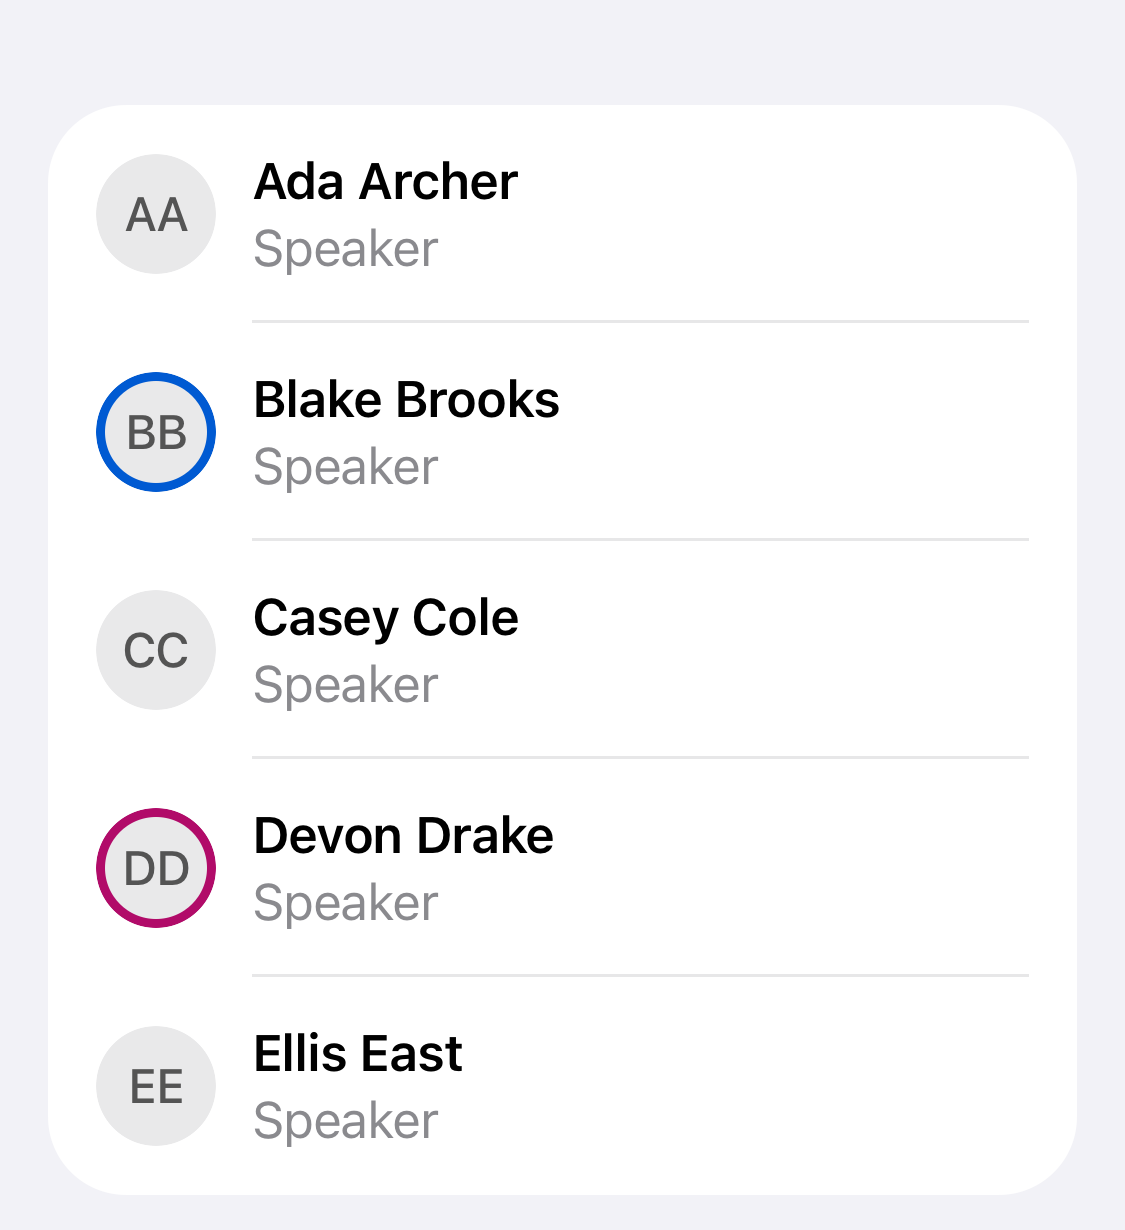 AA
Ada Archer
Speaker
BB
Blake Brooks
Speaker
CC
Casey Cole
Speaker
DD
Devon Drake
Speaker
EE
Ellis East
Speaker